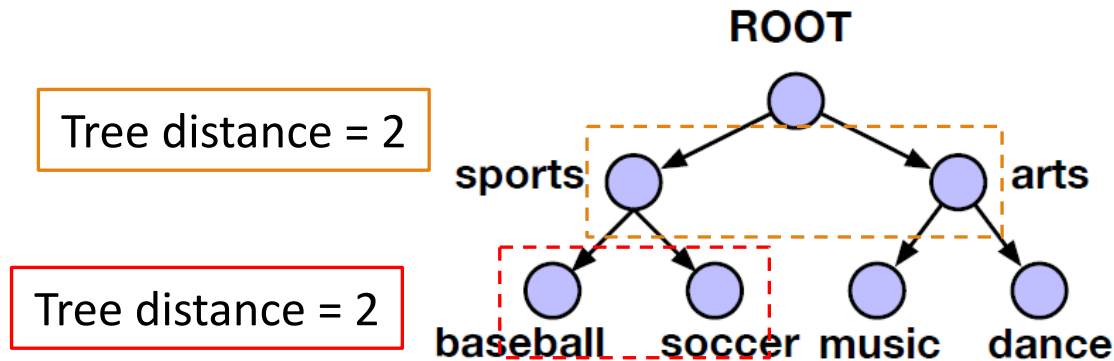 ROOT
Tree distance = 2
sports
arts
Tree distance = 2
baseball
soccer
music
dance